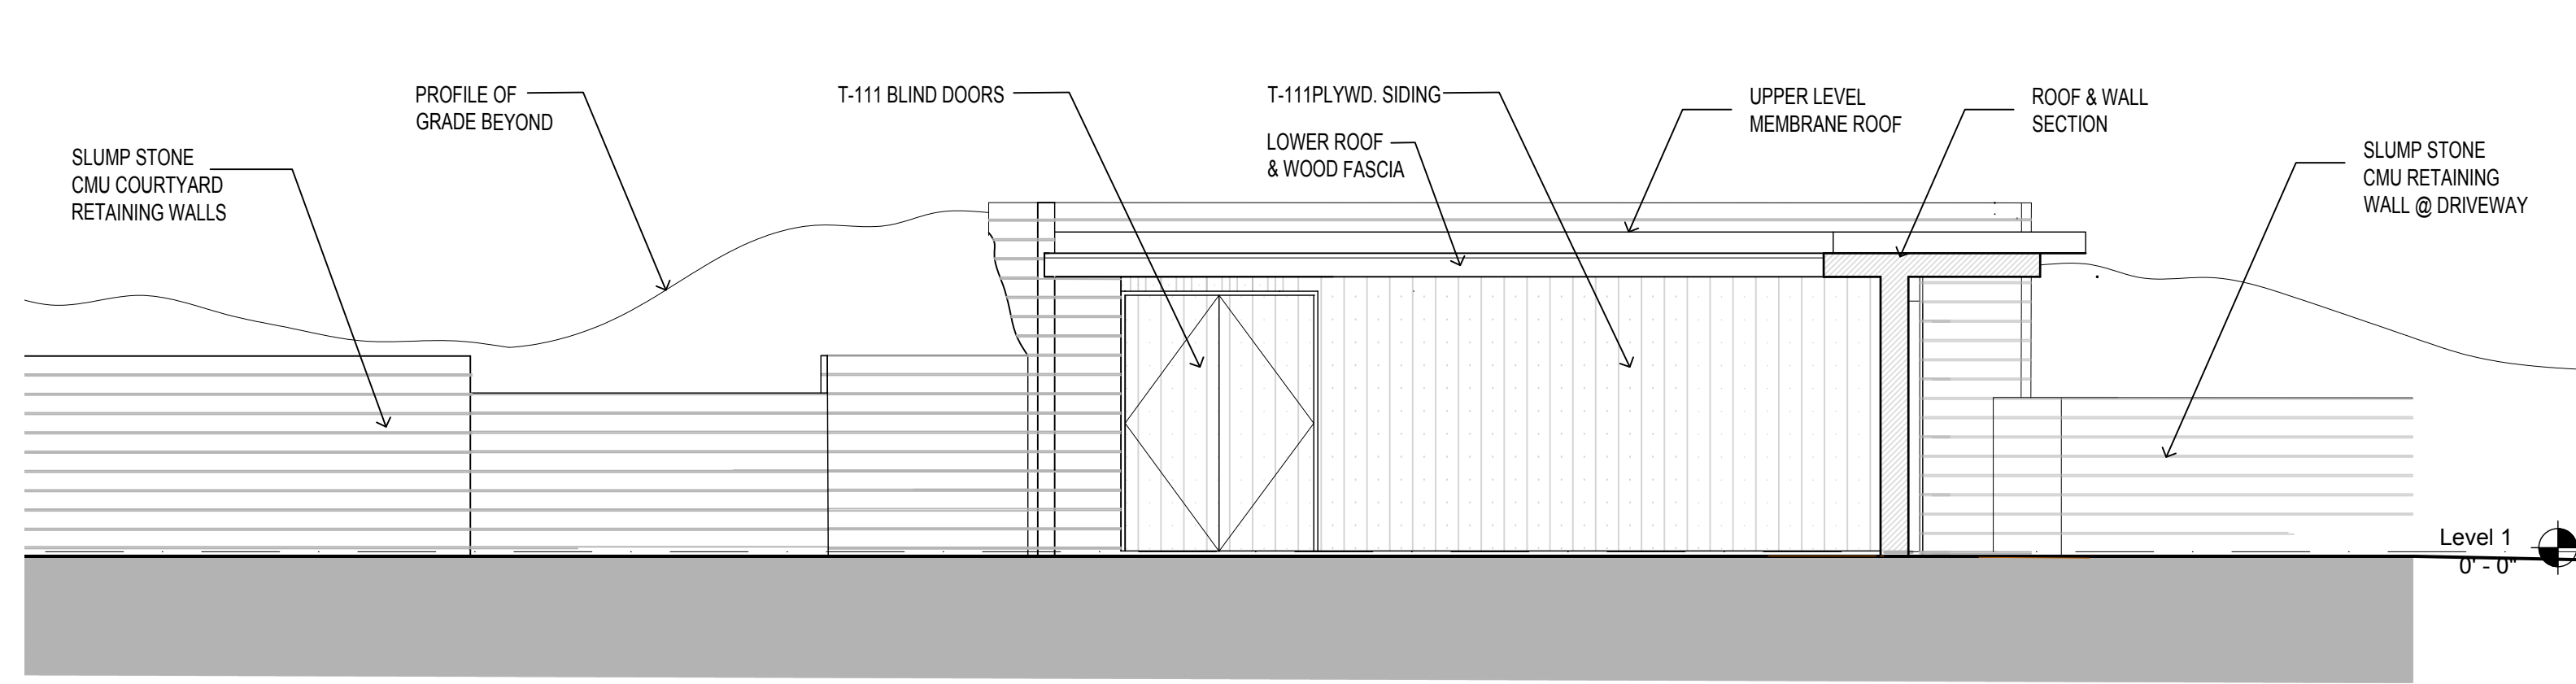 SLUMP STONE
CMU COURTYARD
RETAINING WALLS
PROFILE OF
GRADE BEYOND
T-111 BLIND DOORS
T-111PLYWD. SIDING
LOWER ROOF
& WOOD FASCIA
UPPER LEVEL
MEMBRANE ROOF
ROOF & WALL
SECTION
SLUMP STONE
CMU RETAINING
WALL @ DRIVEWAY
Level 1
0' - 0"